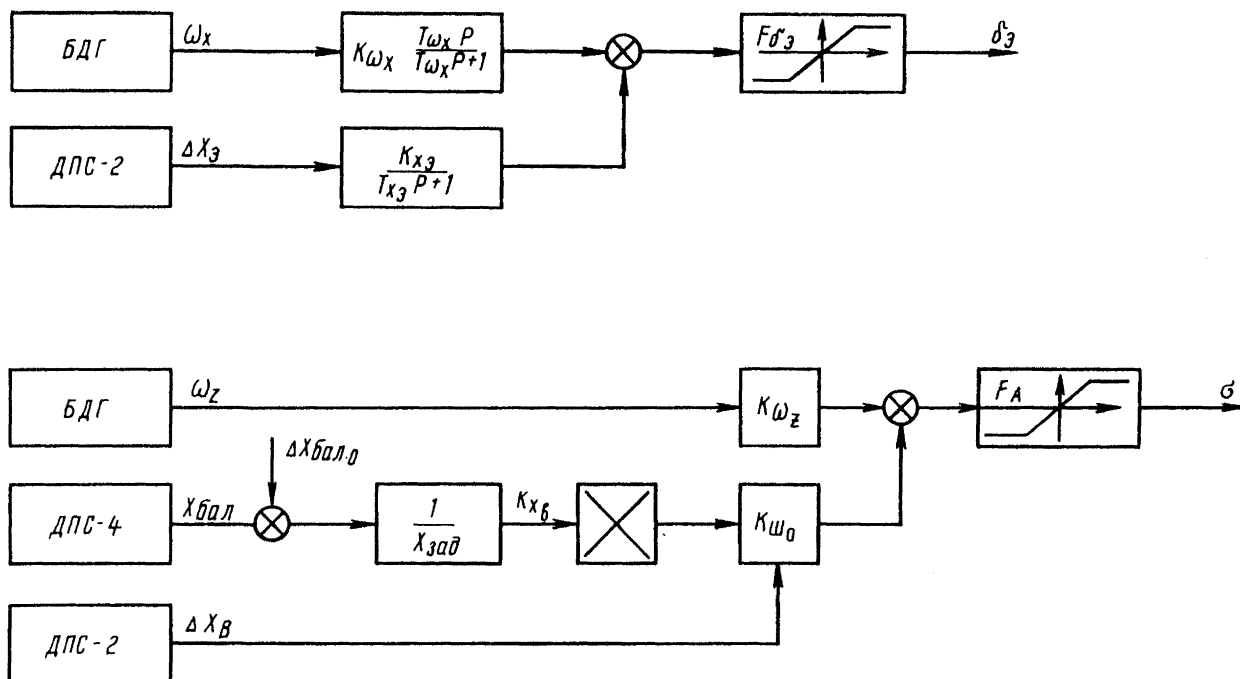 БДГ
ωx
Kωx Tωx P / Tωx P+1
Fδэ
δэ
ДПС-2
ΔXэ
Kxэ / Txэ P+1
БДГ
ωz
Kωz
FA
σ
ΔXбал.0
ДПС-4
Xбал
1 / Xзад
Kxв
Kш0
ДПС-2
ΔXв